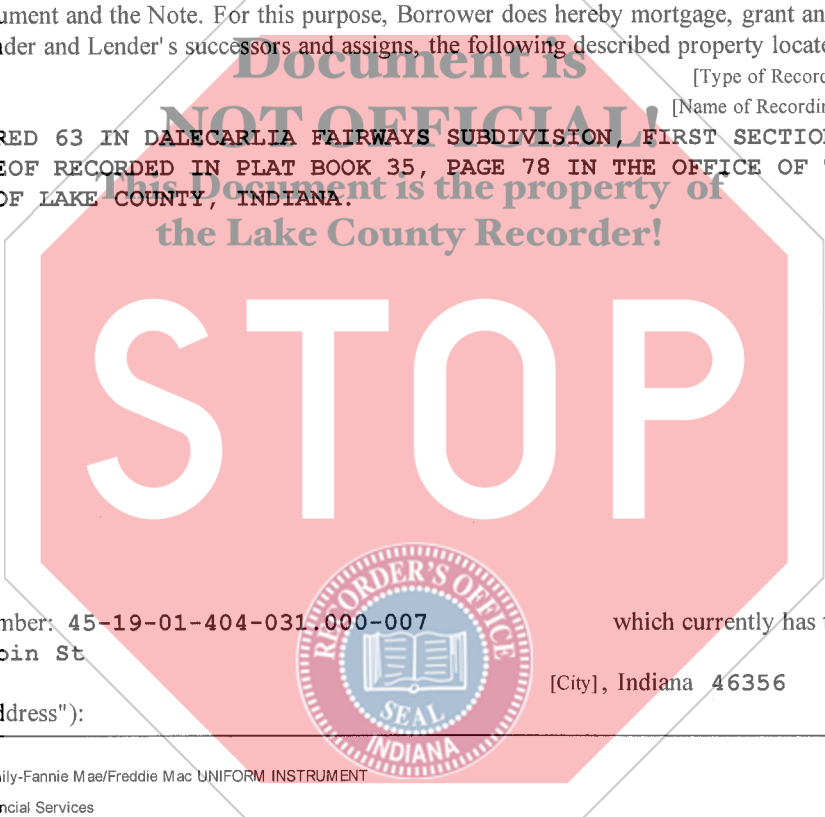 ument and the Note. For this purpose, Borrower does hereby mortgage, grant an
nder and Lender's successors and assigns, the following described property locate
Document is
[Type of Record
NOT OFFICIAL!
[Name of Recordin
RED 63 IN DALECARLIA FAIRWAYS SUBDIVISION, FIRST SECTIO
EOF RECORDED IN PLAT BOOK 35, PAGE 78 IN THE OFFICE OF
This Document is the property of
OF LAKE COUNTY, INDIANA.
the Lake County Recorder!
STOP
RECORDER'S OFFICE
SEAL
INDIANA
mber: 45-19-01-404-031.000-007 which currently has t
oin St
[City], Indiana 46356
ddress"):
ily-Fannie Mae/Freddie Mac UNIFORM INSTRUMENT
ncial Services